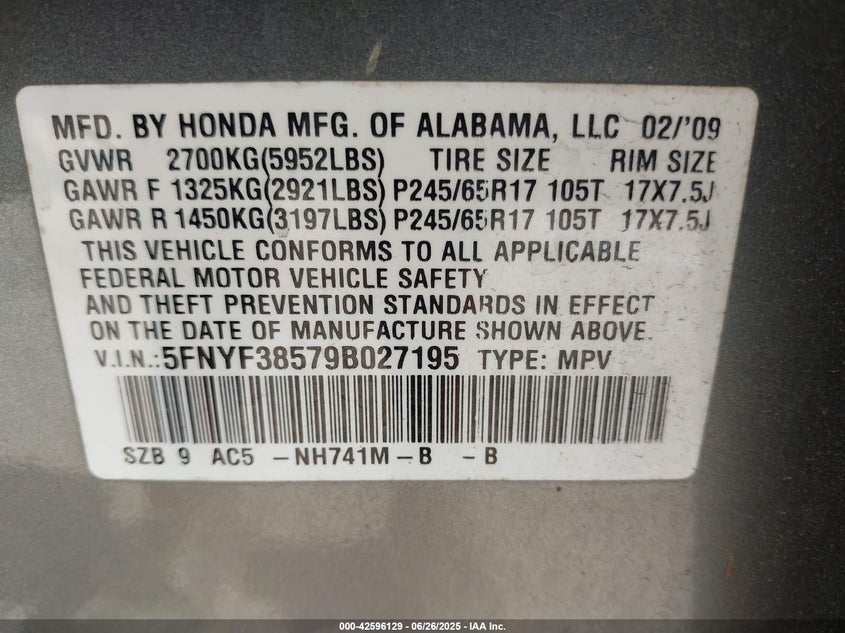 MFD. BY HONDA MFG. OF ALABAMA, LLC 02/'09
GVWR 2700KG(5952LBS) TIRE SIZE RIM SIZE
GAWR F 1325KG(2921LBS) P245/65R17 105T 17X7.5J
GAWR R 1450KG(3197LBS) P245/65R17 105T 17X7.5J
THIS VEHICLE CONFORMS TO ALL APPLICABLE
FEDERAL MOTOR VEHICLE SAFETY
AND THEFT PREVENTION STANDARDS IN EFFECT
ON THE DATE OF MANUFACTURE SHOWN ABOVE.
V.I.N.:5FNYF38579B027195 TYPE: MPV
SZB 9 AC5 -NH741M-B -B
000-42596129 - 06/26/2025 - IAA Inc.